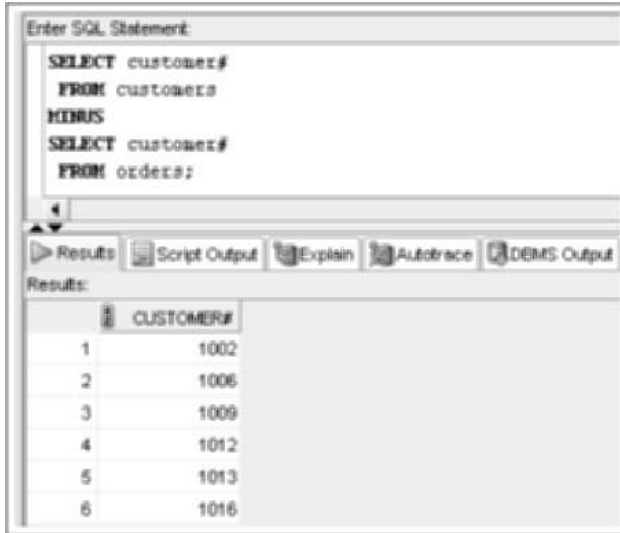 Enter SQL Statement:
SELECT customer#
FROM customers
MINUS
SELECT customer#
FROM orders;
Results Script Output Explain Autotrace DBMS Output
Results:
CUSTOMER#
1 1002
2 1006
3 1009
4 1012
5 1013
6 1016